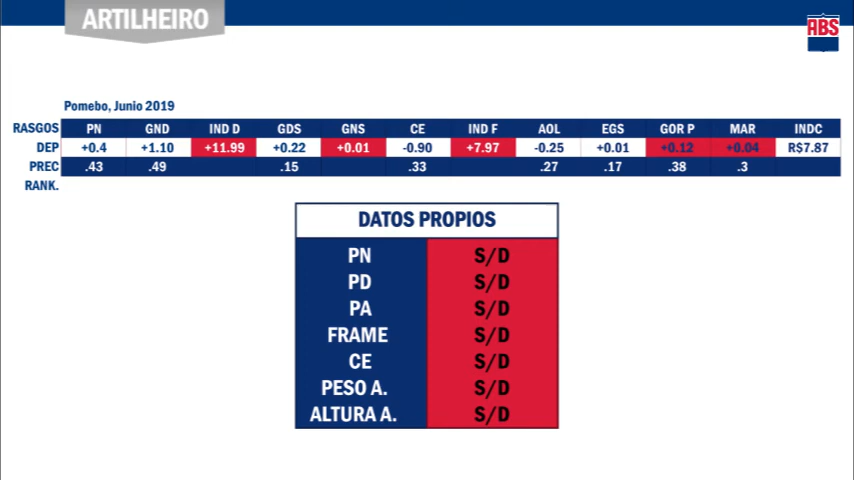 ARTILHEIRO
ABS
Pomebo, Junio 2019
RASGOS PN GND IND D GDS GNS CE IND F AOL EGS GOR P MAR INDC
DEP +0.4 +1.10 +11.99 +0.22 +0.01 -0.90 +7.97 -0.25 +0.01 +0.12 +0.04 R$7.87
PREC .43 .49 .15 .33 .27 .17 .38 .3
RANK.
DATOS PROPIOS
PN S/D
PD S/D
PA S/D
FRAME S/D
CE S/D
PESO A. S/D
ALTURA A. S/D